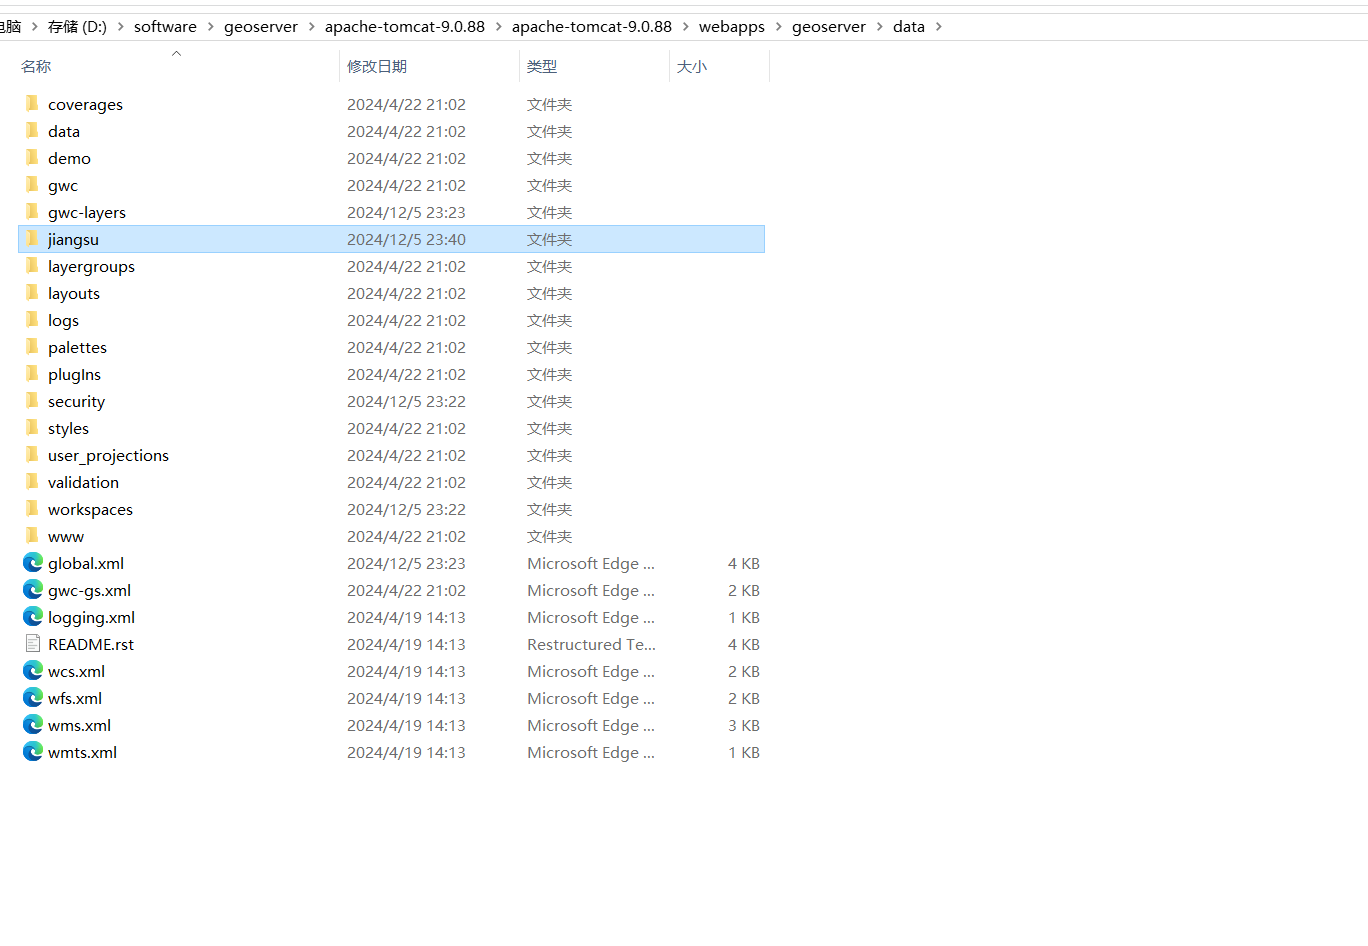 电脑 > 存储 (D:) > software > geoserver > apache-tomcat-9.0.88 > apache-tomcat-9.0.88 > webapps > geoserver > data >
名称 修改日期 类型 大小
coverages 2024/4/22 21:02 文件夹
data 2024/4/22 21:02 文件夹
demo 2024/4/22 21:02 文件夹
gwc 2024/4/22 21:02 文件夹
gwc-layers 2024/12/5 23:23 文件夹
jiangsu 2024/12/5 23:40 文件夹
layergroups 2024/4/22 21:02 文件夹
layouts 2024/4/22 21:02 文件夹
logs 2024/4/22 21:02 文件夹
palettes 2024/4/22 21:02 文件夹
plugIns 2024/4/22 21:02 文件夹
security 2024/12/5 23:22 文件夹
styles 2024/4/22 21:02 文件夹
user_projections 2024/4/22 21:02 文件夹
validation 2024/4/22 21:02 文件夹
workspaces 2024/12/5 23:22 文件夹
www 2024/4/22 21:02 文件夹
global.xml 2024/12/5 23:23 Microsoft Edge ... 4 KB
gwc-gs.xml 2024/4/22 21:02 Microsoft Edge ... 2 KB
logging.xml 2024/4/19 14:13 Microsoft Edge ... 1 KB
README.rst 2024/4/19 14:13 Restructured Te... 4 KB
wcs.xml 2024/4/19 14:13 Microsoft Edge ... 2 KB
wfs.xml 2024/4/19 14:13 Microsoft Edge ... 2 KB
wms.xml 2024/4/19 14:13 Microsoft Edge ... 3 KB
wmts.xml 2024/4/19 14:13 Microsoft Edge ... 1 KB